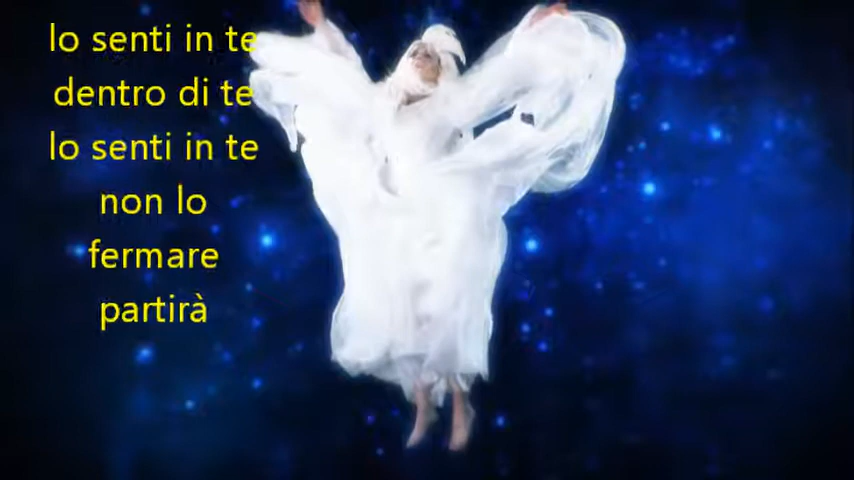 lo senti in te
dentro di te
lo senti in te
non lo
fermare
partirà